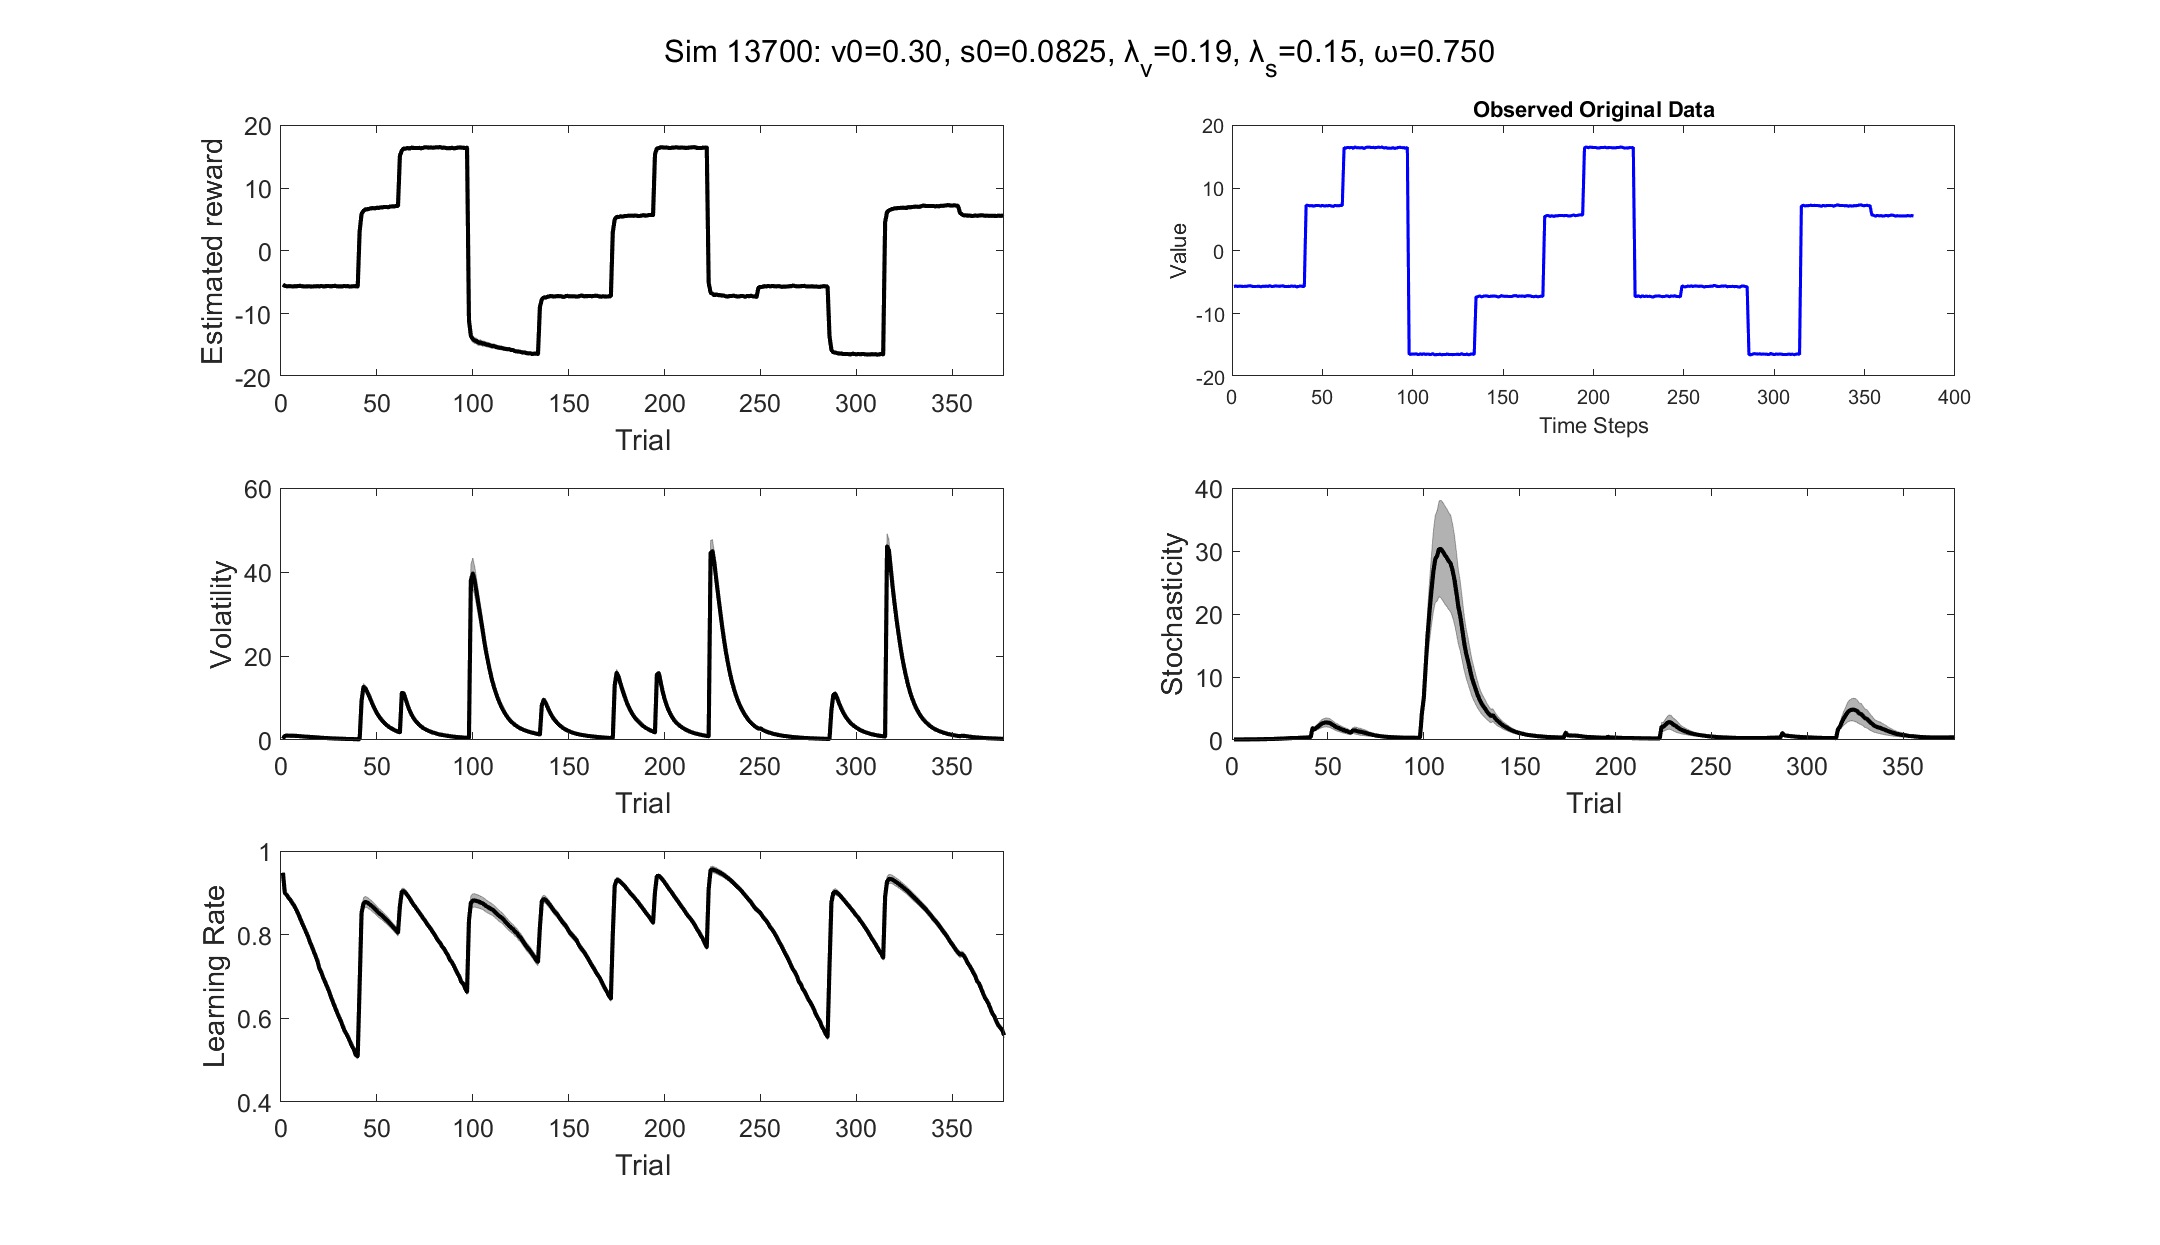 Sim 13700: v0=0.30, s0=0.0825, λv=0.19, λs=0.15, ω=0.750
Estimated reward
20
10
0
-10
-20
0 50 100 150 200 250 300 350
Trial
Observed Original Data
Value
20
10
0
-10
-20
0 50 100 150 200 250 300 350 400
Time Steps
Volatility
60
40
20
0
0 50 100 150 200 250 300 350
Trial
Stochasticity
40
30
20
10
0
0 50 100 150 200 250 300 350
Trial
Learning Rate
1
0.8
0.6
0.4
0 50 100 150 200 250 300 350
Trial